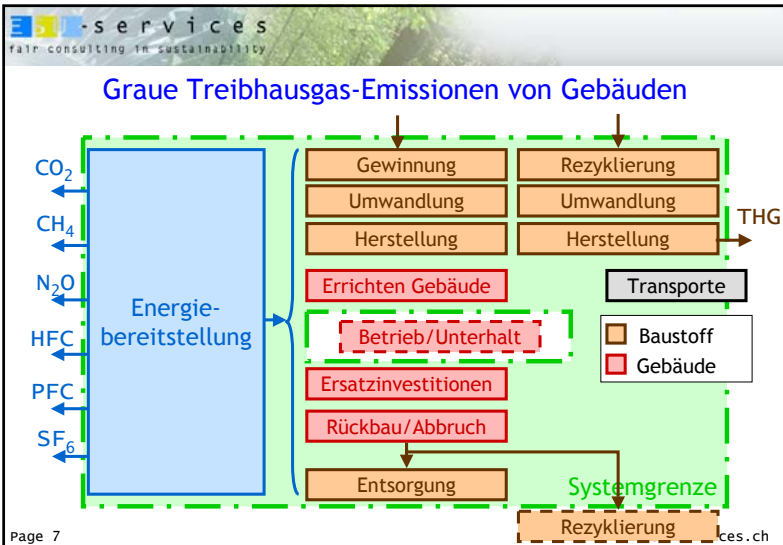 ESU-services
fair consulting in sustainability
Graue Treibhausgas-Emissionen von Gebäuden
CO₂
CH₄
N₂O
HFC
PFC
SF₆
Energie-
bereitstellung
Gewinnung
Rezyklierung
Umwandlung
Umwandlung
Herstellung
Herstellung
THG
Errichten Gebäude
Transporte
Betrieb/Unterhalt
Baustoff
Gebäude
Ersatzinvestitionen
Rückbau/Abbruch
Entsorgung
Systemgrenze
Rezyklierung
Page 7
ces.ch